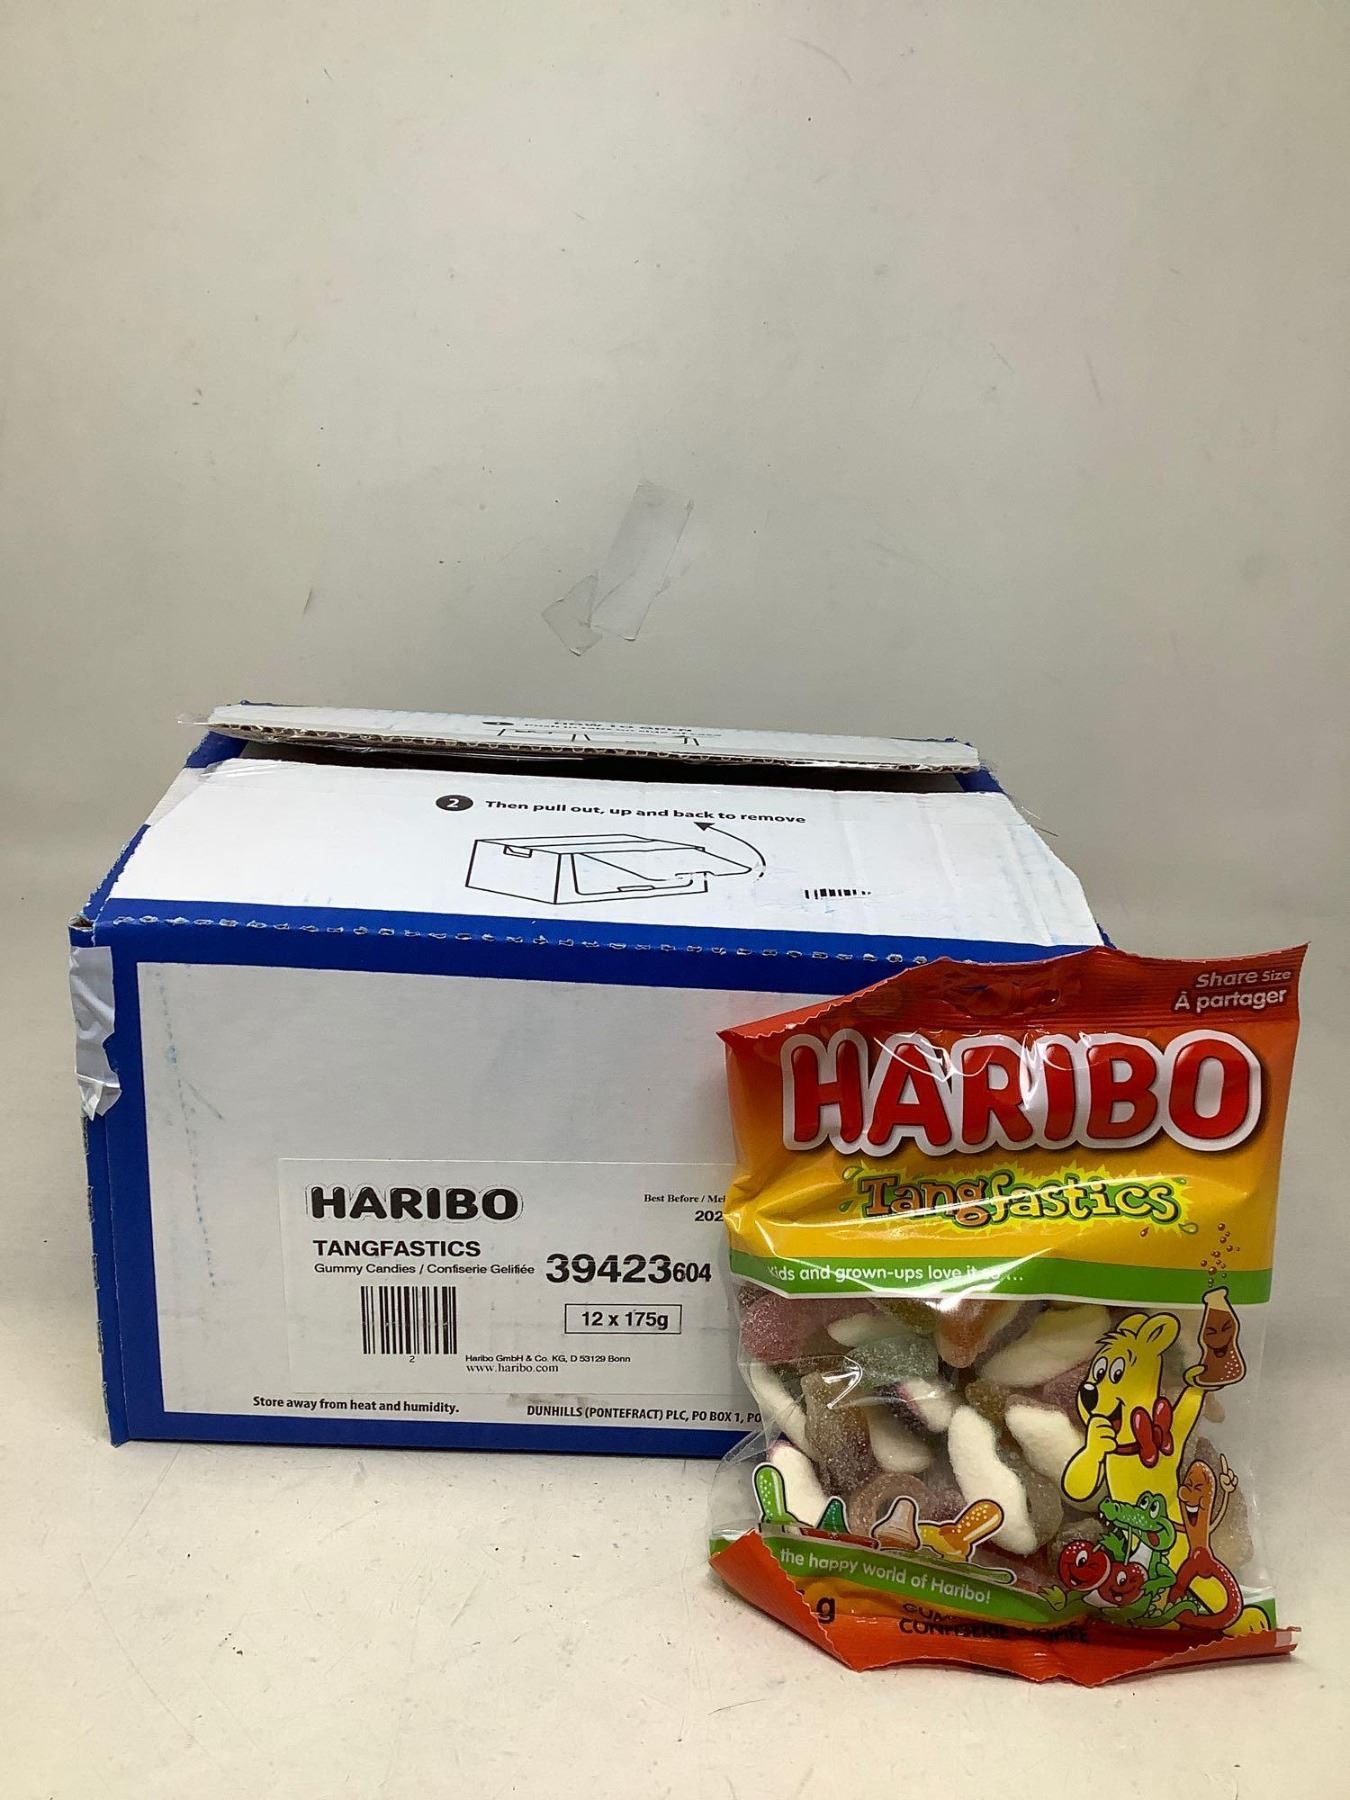 2 Then pull out, up and back to remove
HARIBO
Best Before /
202
TANGFASTICS
Gummy Candies / Confiserie Gelifiée
39423604
12 x 175g
2
Haribo GmbH & Co. KG, D 53129 Bonn
www.haribo.com
Store away from heat and humidity.
DUNHILLS (PONTEFRACT) PLC, PO BOX 1, PO
Share Size
À partager
HARIBO
Tangfastics
kids and grown-ups love it so ...
the happy world of Haribo!
g